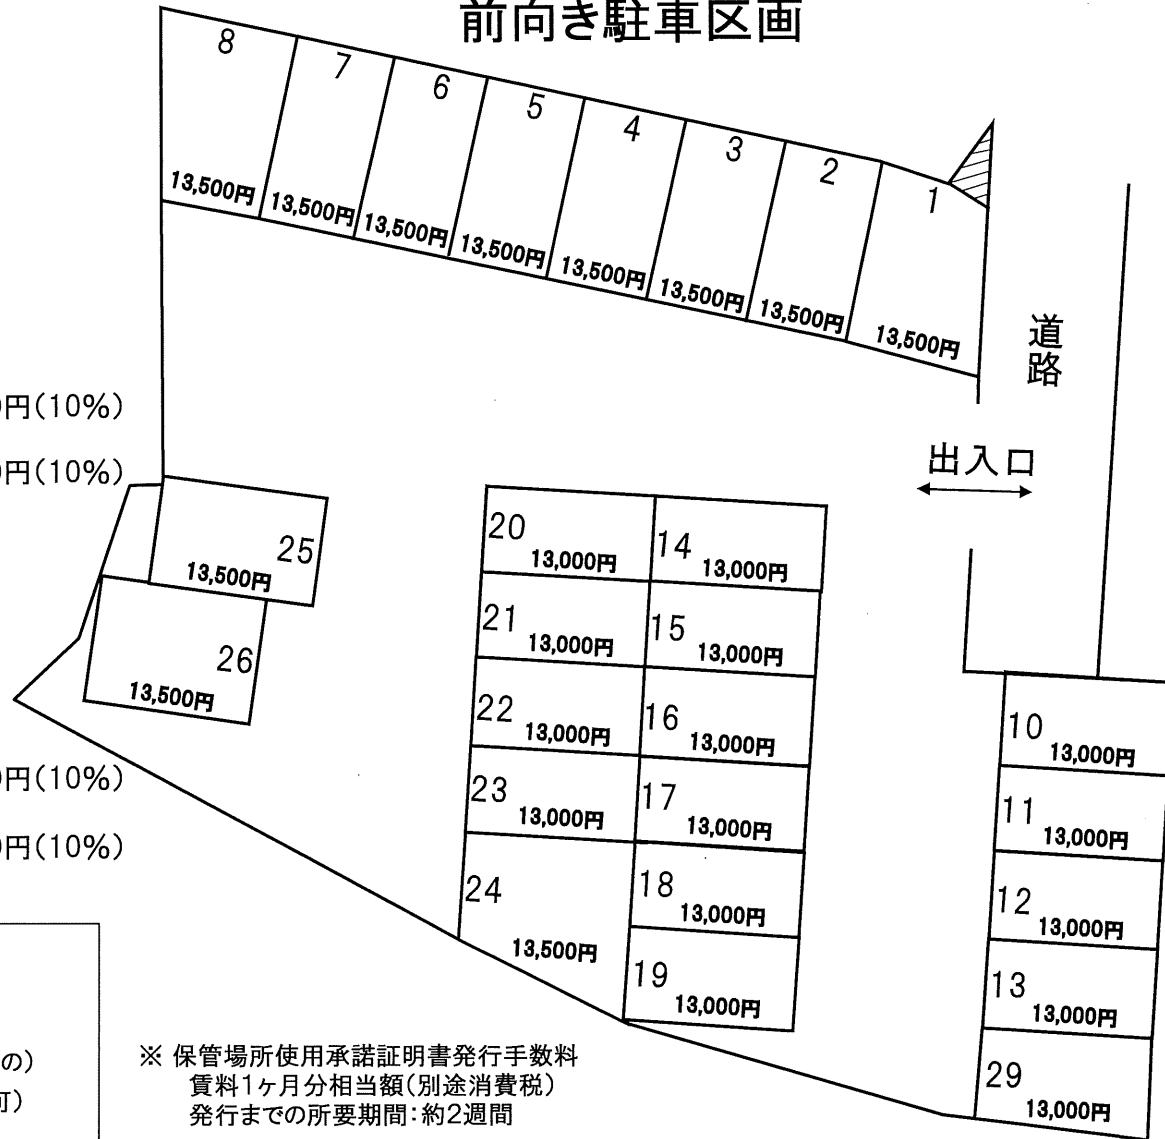 前向き駐車区画
8
13,500円
7
13,500円
6
13,500円
5
13,500円
4
13,500円
3
13,500円
2
13,500円
1
13,500円
道路
出入口
円(10%)
円(10%)
25
13,500円
26
13,500円
20
13,000円
14
13,000円
21
13,000円
15
13,000円
22
13,000円
16
13,000円
23
13,000円
17
13,000円
24
13,500円
18
13,000円
19
13,000円
10
13,000円
11
13,000円
12
13,000円
13
13,000円
29
13,000円
円(10%)
円(10%)
の)
※ 保管場所使用承諾証明書発行手数料
賃料1ヶ月分相当額(別途消費税)
発行までの所要期間:約2週間